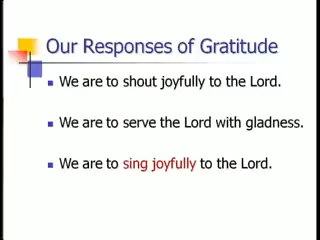 Our Responses of Gratitude
We are to shout joyfully to the Lord.
We are to serve the Lord with gladness.
We are to sing joyfully to the Lord.